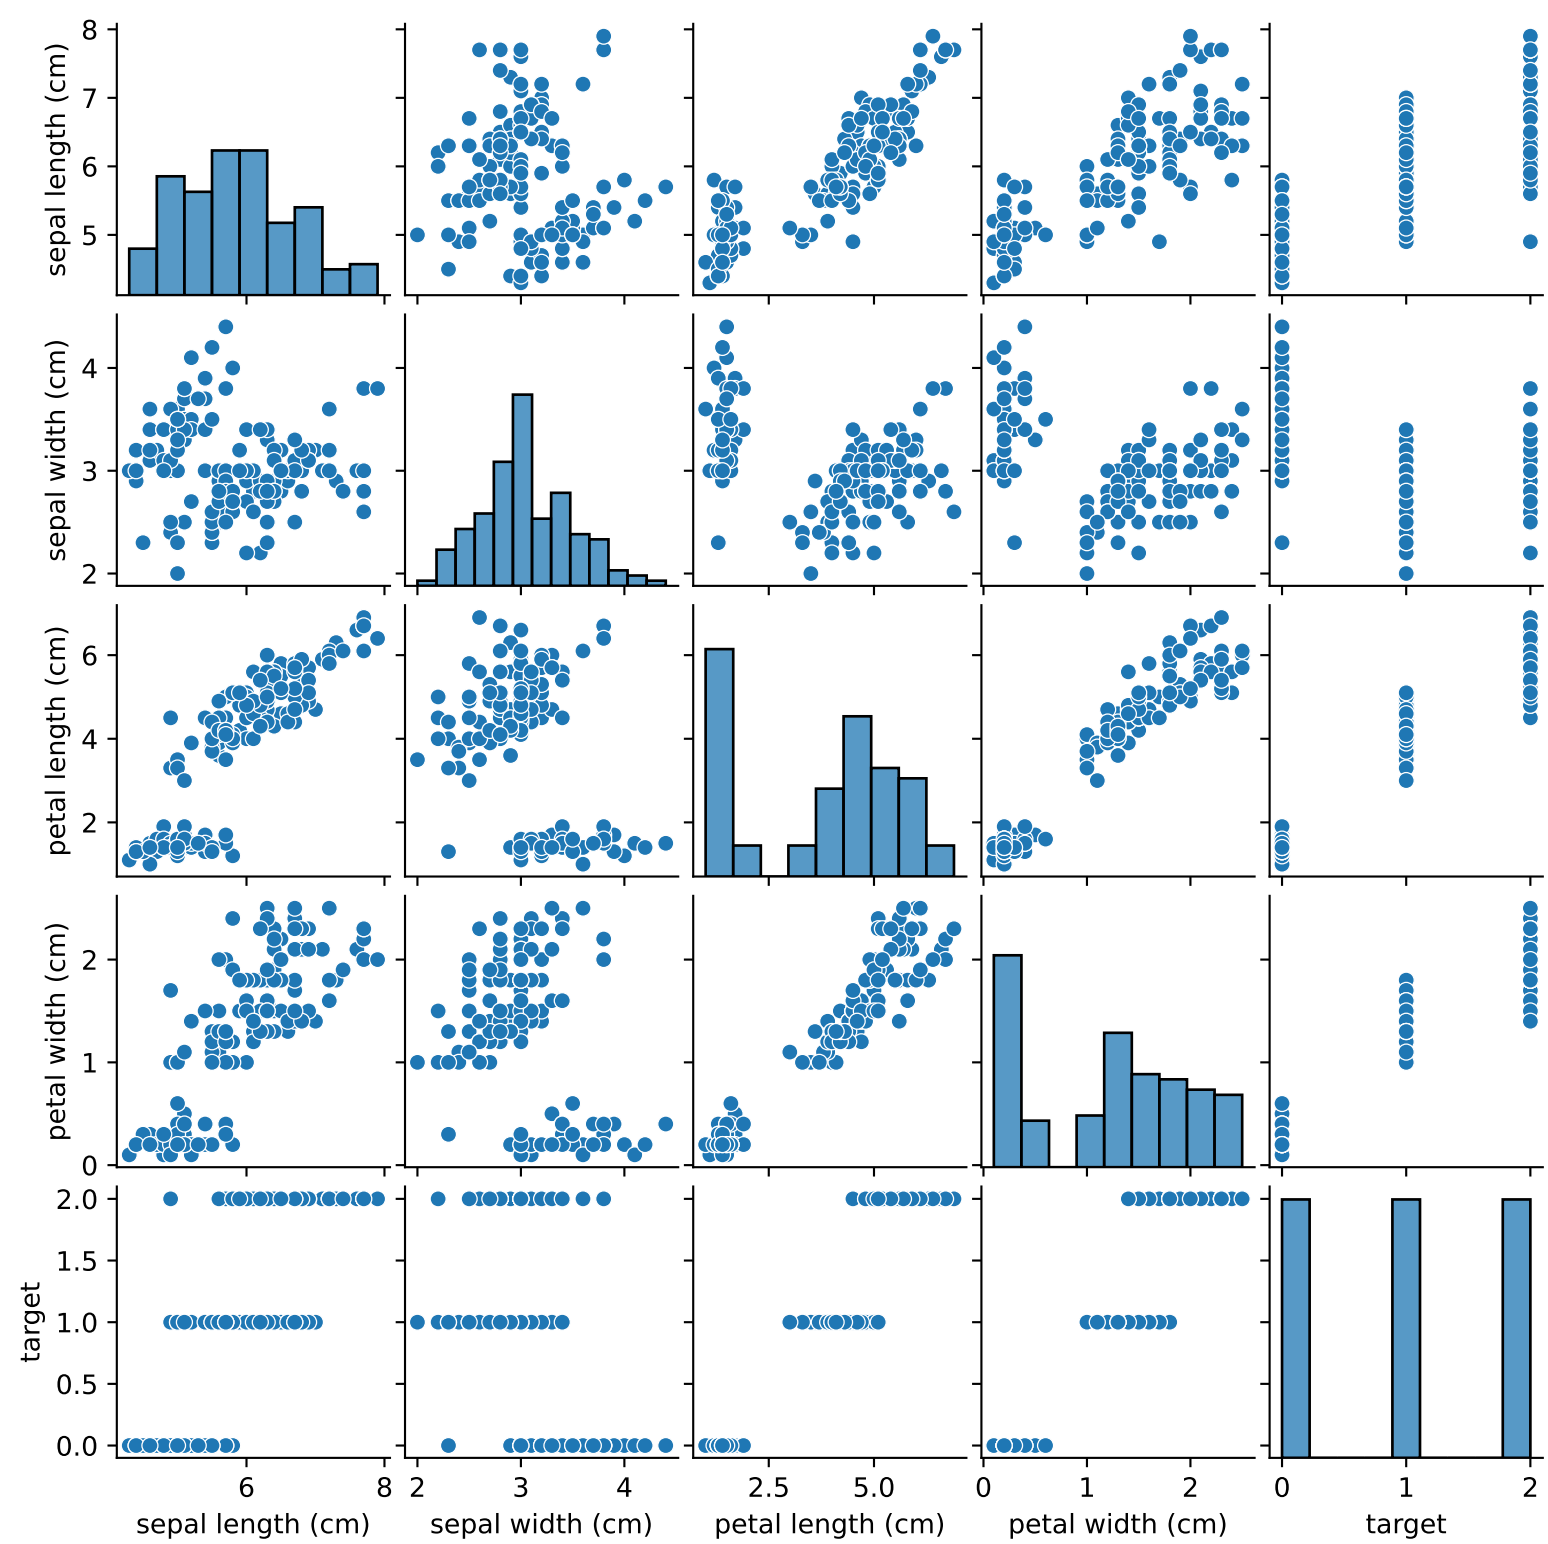 8
7
6
5
sepal length (cm)
4
3
2
sepal width (cm)
6
4
2
petal length (cm)
2
1
0
petal width (cm)
2.0
1.5
1.0
0.5
0.0
target
6 8
2 3 4
2.5 5.0
0 1 2
0 1 2
sepal length (cm)
sepal width (cm)
petal length (cm)
petal width (cm)
target